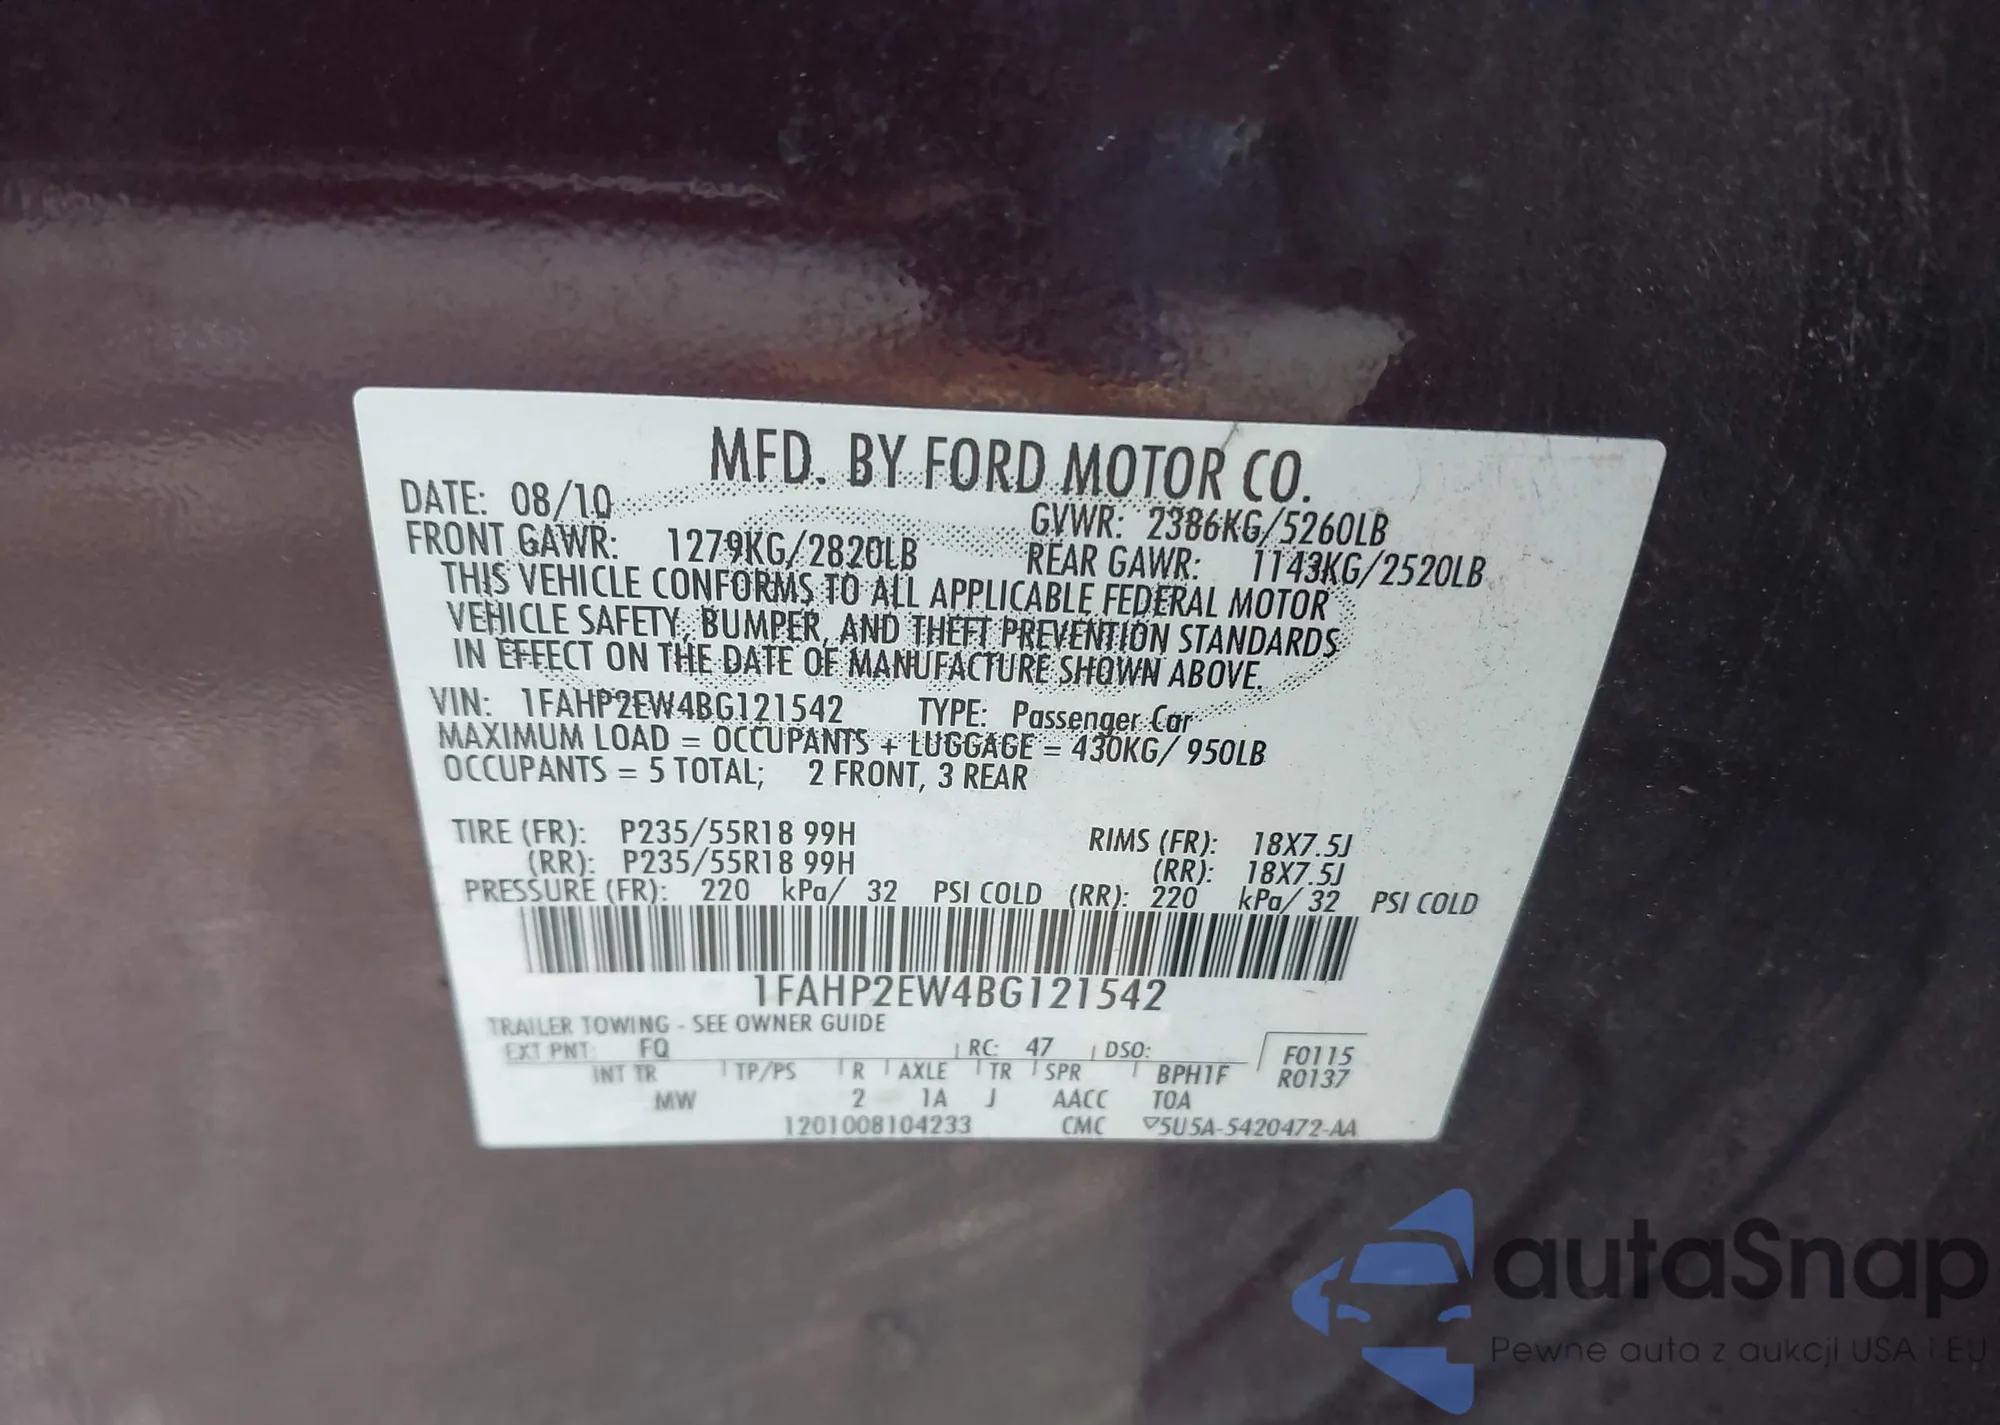 MFD. BY FORD MOTOR CO.
DATE: 08/10
GVWR: 2386KG/5260LB
FRONT GAWR: 1279KG/2820LB
REAR GAWR: 1143KG/2520LB
THIS VEHICLE CONFORMS TO ALL APPLICABLE FEDERAL MOTOR
VEHICLE SAFETY, BUMPER, AND THEFT PREVENTION STANDARDS
IN EFFECT ON THE DATE OF MANUFACTURE SHOWN ABOVE.
VIN: 1FAHP2EW4BG121542 TYPE: Passenger Car
MAXIMUM LOAD = OCCUPANTS + LUGGAGE = 430KG/ 950LB
OCCUPANTS = 5 TOTAL; 2 FRONT, 3 REAR
TIRE (FR): P235/55R18 99H RIMS (FR): 18X7.5J
(RR): P235/55R18 99H (RR): 18X7.5J
PRESSURE (FR): 220 kPa/ 32 PSI COLD (RR): 220 kPa/ 32 PSI COLD
1FAHP2EW4BG121542
TRAILER TOWING - SEE OWNER GUIDE
EXT PNT: FQ RC: 47 DSO: F0115
INT TR TP/PS R AXLE TR SPR BPH1F R0137
MW 2 1A J AACC TOA
1201008104233 CMC ▽5U5A-5420472-AA
autaSnap
Pewne auta z aukcji USA i EU